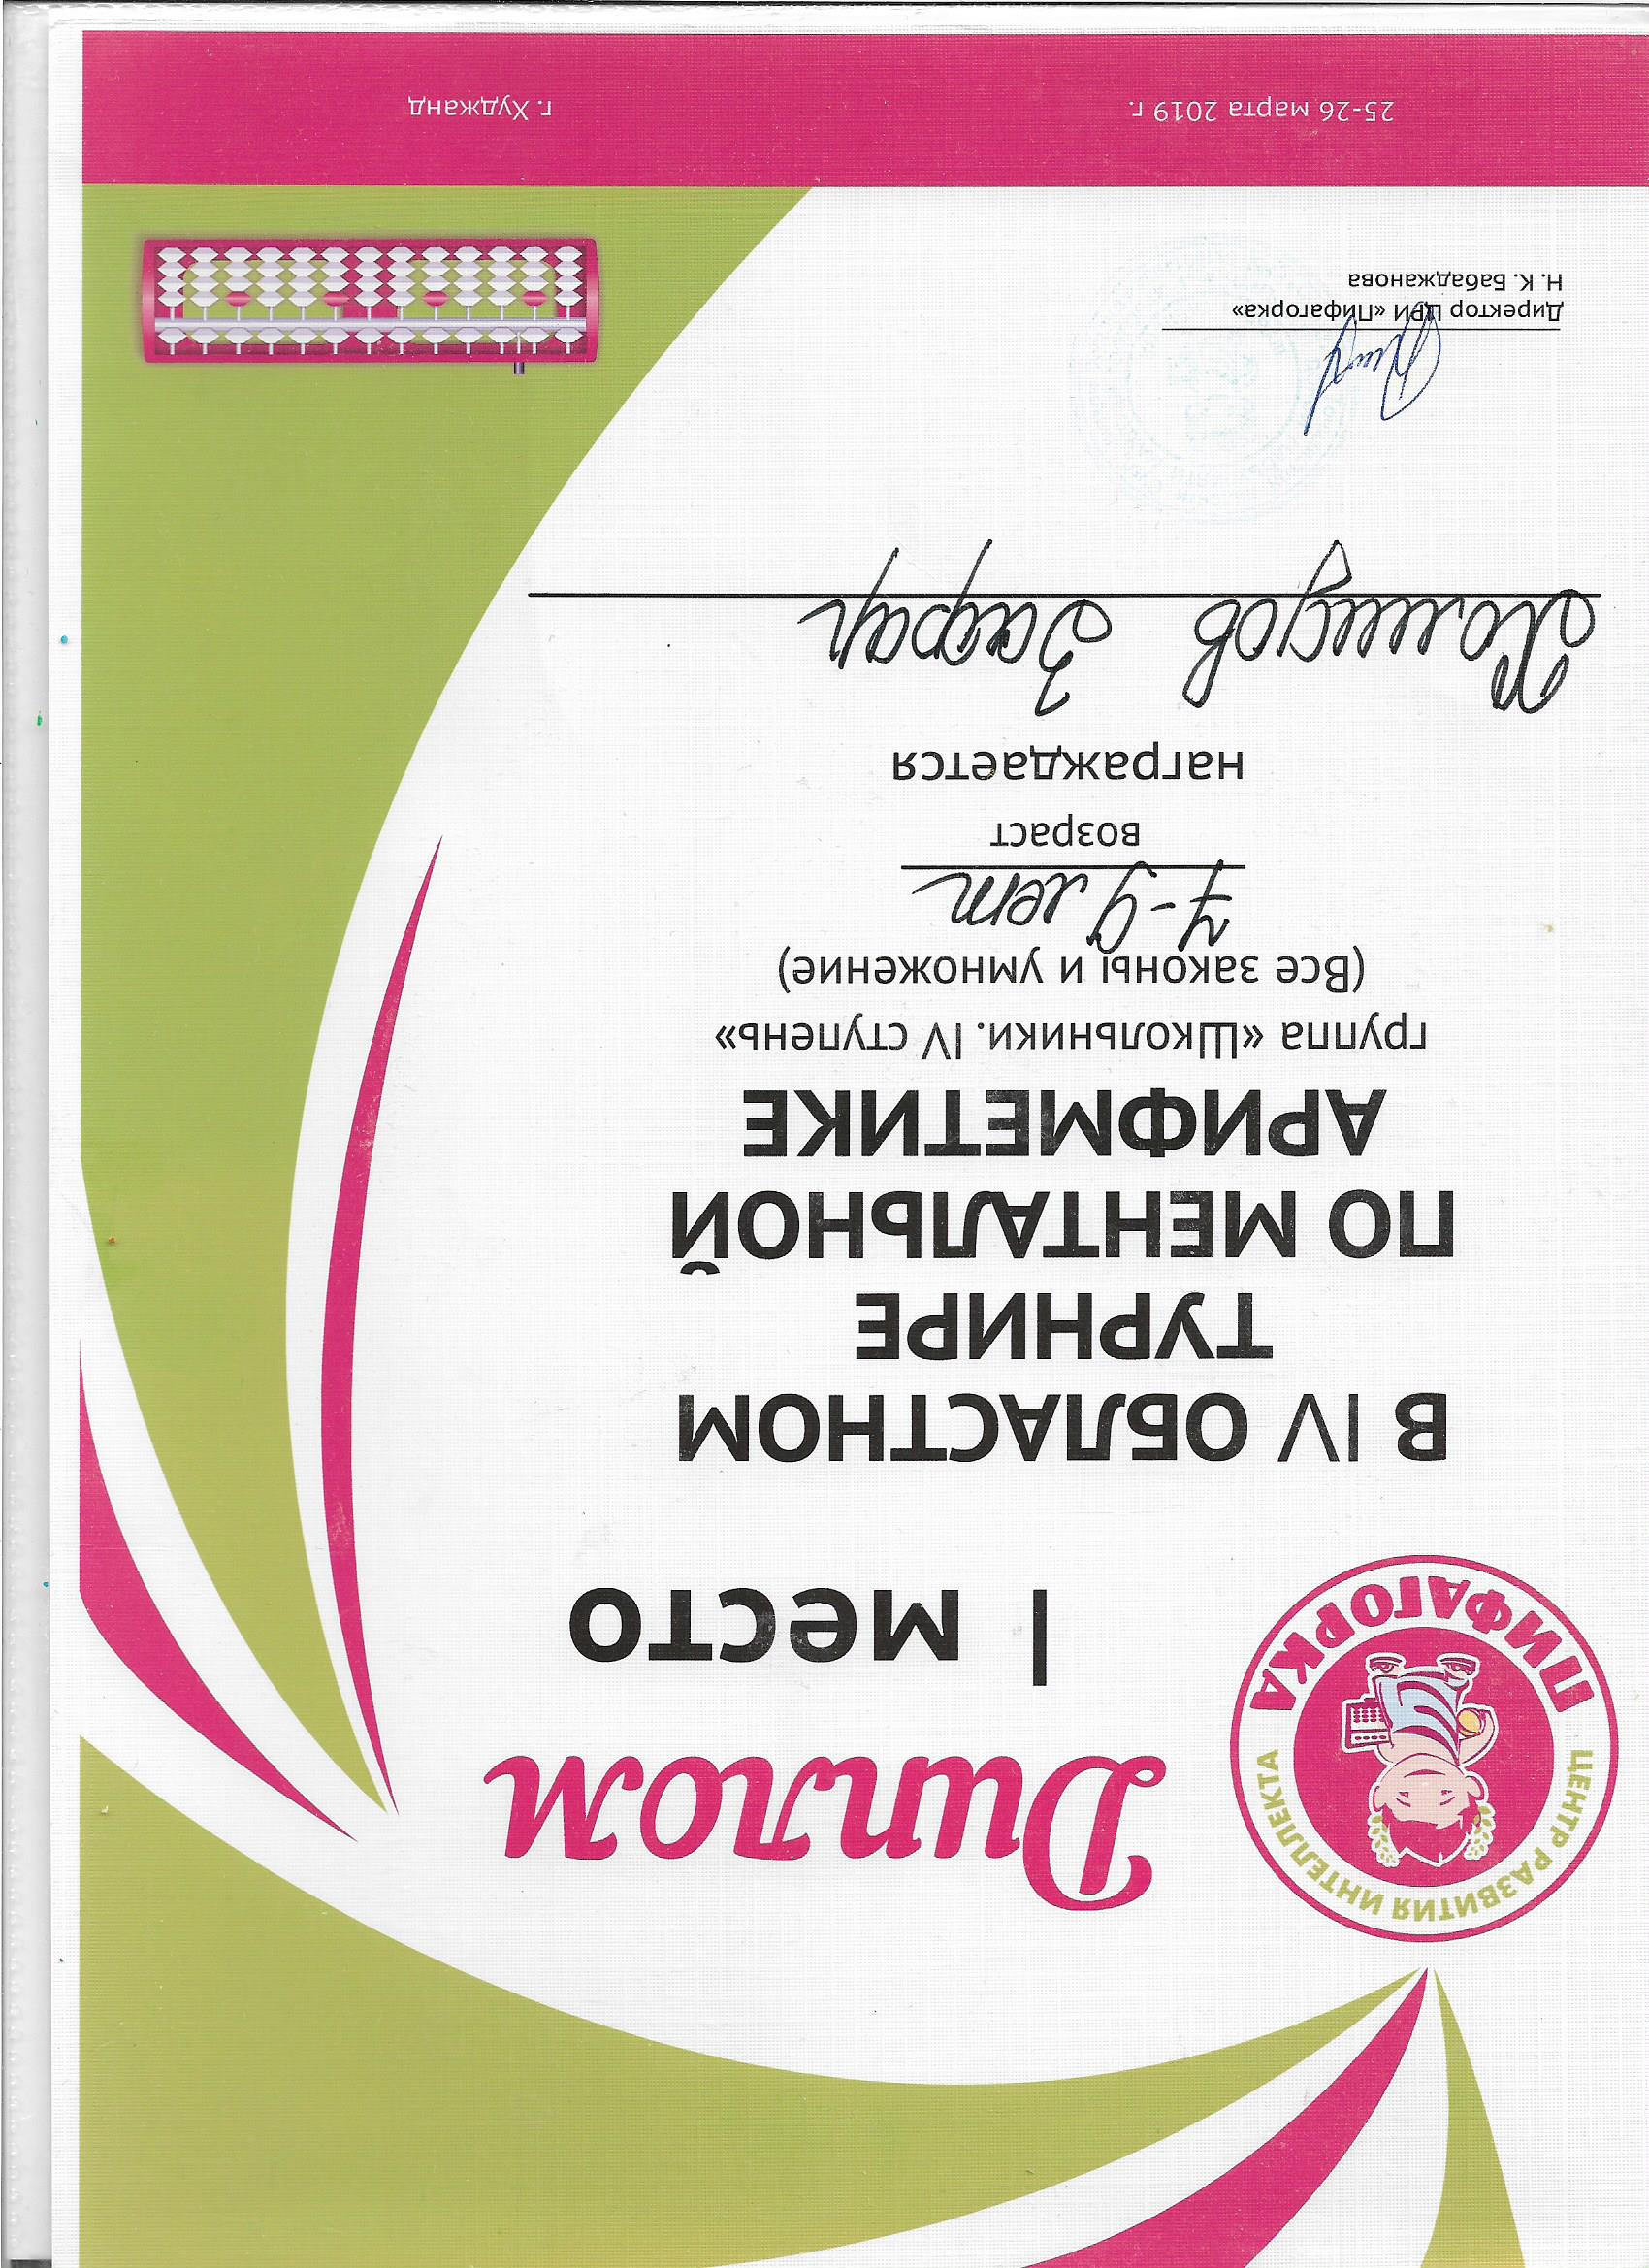 ЦЕНТР РАЗВИТИЯ ИНТЕЛЛЕКТА
ПИФАГОРКА
Диплом
I место
В IV ОБЛАСТНОМ
ТУРНИРЕ
ПО МЕНТАЛЬНОЙ
АРИФМЕТИКЕ
группа «Школьники. IV ступень»
(Все законы и умножение)
7-9 лет
возраст
награждается
Хомидов Зафар
Директор ЦРИ «Пифагорка»
Н. К. Бабаджанова
25-26 марта 2019 г.
г. Худжанд